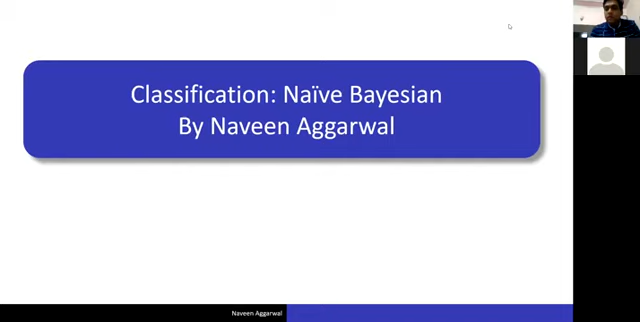 Classification: Naïve Bayesian
By Naveen Aggarwal
Naveen Aggarwal